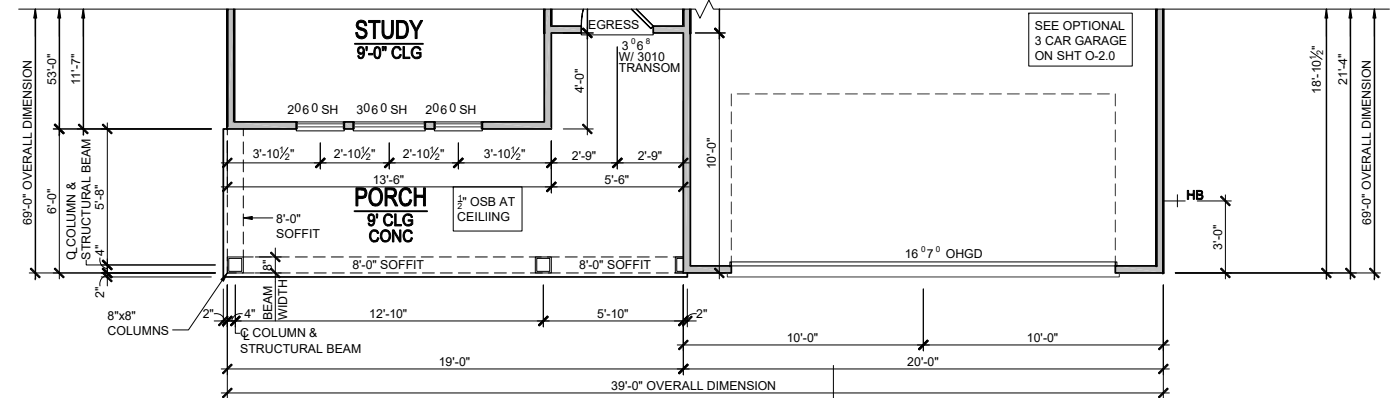 STUDY
9'-0" CLG
EGRESS
3⁰6⁸
W/ 3010
TRANSOM
SEE OPTIONAL
3 CAR GARAGE
ON SHT O-2.0
69'-0" OVERALL DIMENSION
53'-0"
11'-7"
4'-0"
18'-10½"
21'-4"
69'-0" OVERALL DIMENSION
2⁰6⁰ SH
3⁰6⁰ SH
2⁰6⁰ SH
3'-10½"
2'-10½"
2'-10½"
3'-10½"
2'-9"
2'-9"
10'-0"
13'-6"
5'-6"
6'-0"
℄ COLUMN &
STRUCTURAL BEAM
5'-8"
4"
2"
PORCH
9' CLG
CONC
½" OSB AT
CEILIING
8'-0"
SOFFIT
HB
3'-0"
8"
8'-0" SOFFIT
8'-0" SOFFIT
16⁰7⁰ OHGD
BEAM
WIDTH
8"x8"
COLUMNS
2"
4"
12'-10"
5'-10"
2"
℄ COLUMN &
STRUCTURAL BEAM
10'-0"
10'-0"
19'-0"
20'-0"
39'-0" OVERALL DIMENSION